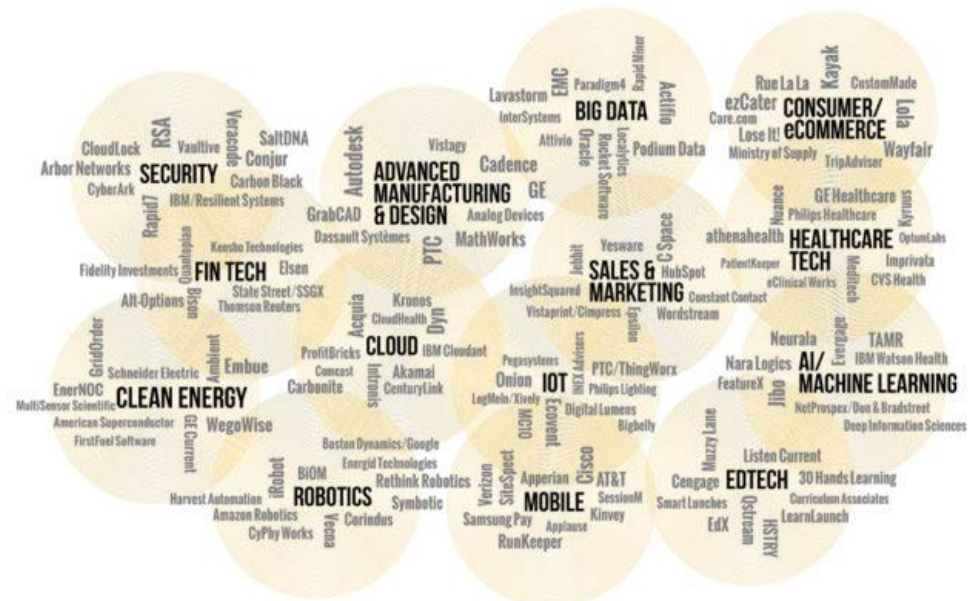 RSA
Vaultive
Veracode
SaltDNA
CloudLock
Conjur
Arbor Networks
SECURITY
CyberArk
Carbon Black
Rapid7
IBM/Resilient Systems
Autodesk
Vistagy
ADVANCED
MANUFACTURING
& DESIGN
Cadence
GE
GrabCAD
Analog Devices
Dassault Systèmes
PTC
MathWorks
EMC
Paradigm4
Rapid Miner
Lavastorm
Actifio
BIG DATA
InterSystems
Attivio
Oracle
Rocket Software
Localytics
Podium Data
Rue La La
Kayak
CustomMade
ezCater
CONSUMER/
eCOMMERCE
Lola
Care.com
Lose It!
Ministry of Supply
Wayfair
TripAdvisor
Quantopian
Kensho Technologies
Fidelity Investments
FIN TECH
Elsen
State Street/SSGX
Alt-Options
Bison
Thomson Reuters
Jebbit
Yesware
C Space
SALES &
MARKETING
HubSpot
InsightSquared
Constant Contact
Vistaprint/Cimpress
Epsilon
Wordstream
Nuance
GE Healthcare
Philips Healthcare
Kyruus
athenahealth
HEALTHCARE
TECH
OptumLabs
PatientKeeper
Meditech
Imprivata
eClinical Works
CVS Health
Acquia
Kronos
CloudHealth
Dyn
CLOUD
ProfitBricks
IBM Cloudant
Comcast
Akamai
Carbonite
Intronis
CenturyLink
GridOrder
Ambient
Embue
Schneider Electric
EnerNOC
CLEAN ENERGY
MultiSensor Scientific
American Superconductor
GE Current
WegoWise
FirstFuel Software
Pegasystems
INEX Advisors
PTC/ThingWorx
Onion
IOT
Philips Lighting
LogMeIn/Xively
MC10
Ecovent
Digital Lumens
Bigbelly
Neurala
Evergage
TAMR
Nara Logics
AI/
MACHINE LEARNING
IBM Watson Health
FeatureX
Jibo
NetProspex/Dun & Bradstreet
Deep Information Sciences
Boston Dynamics/Google
Energid Technologies
iRobot
BiOM
Rethink Robotics
Harvest Automation
ROBOTICS
Symbotic
Amazon Robotics
Corindus
CyPhy Works
Vecna
Verizon
SiteSpect
Apperian
Cisco
AT&T
MOBILE
SessionM
Samsung Pay
Kinvey
Applause
RunKeeper
Muzzy Lane
Listen Current
Cengage
EDTECH
30 Hands Learning
Smart Lunches
Curriculum Associates
EdX
Qstream
HSTRY
LearnLaunch